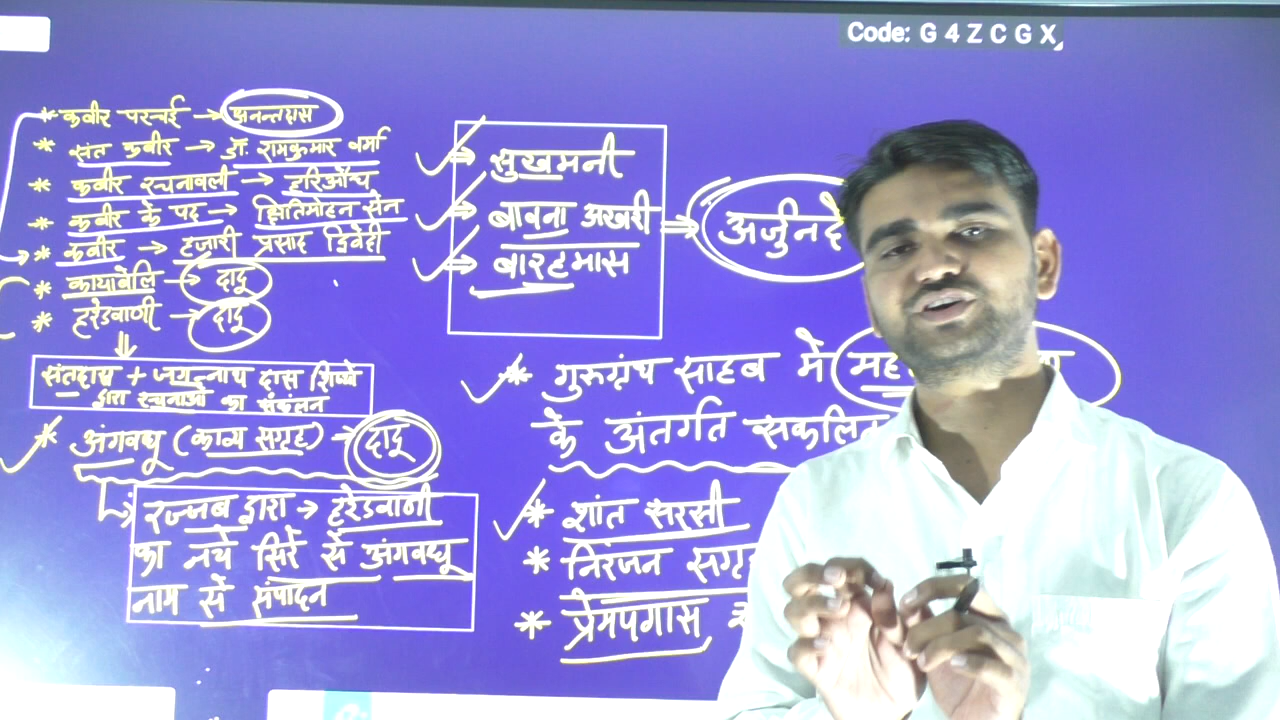 Code: G 4 Z C G X
* कबीर परचई → अनन्तदास
* संत कबीर → डॉ. रामकुमार वर्मा
* कबीर रचनावली → हरिऔध
* कबीर के पद → क्षितिमोहन सेन
* कबीर → हजारी प्रसाद द्विवेदी
* कायाबेलि → दादू
* हरडेवाणी → दादू
संतदास + जगन्नाथ दास शिष्यो
द्वारा रचनाओं का संकलन
* अंगवधू (काव्य संग्रह) → दादू
रज्जब द्वारा → हरडेवाणी
का नये सिरे से अंगवधू
नाम से संपादन
⇒ सुखमनी
⇒ बावना अखरी ⇒ अर्जुनदे
⇒ बारहमास
* गुरुग्रंथ साहब में
के अंतर्गत संकलित
* शांत सरसी
* निरंजन
* प्रेमपगास